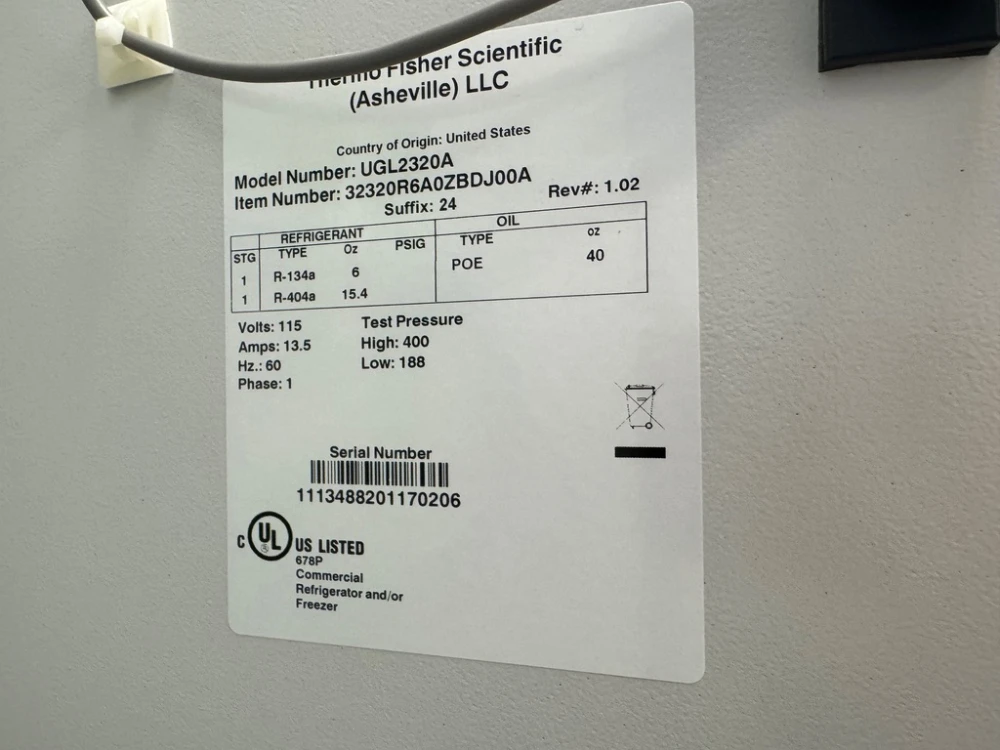 Thermo Fisher Scientific
(Asheville) LLC
Country of Origin: United States
Model Number: UGL2320A
Item Number: 32320R6A0ZBDJ00A
Suffix: 24 Rev#: 1.02
REFRIGERANT OIL
STG TYPE Oz PSIG TYPE oz
1 R-134a 6 POE 40
1 R-404a 15.4
Volts: 115 Test Pressure
Amps: 13.5 High: 400
Hz.: 60 Low: 188
Phase: 1
Serial Number
1113488201170206
C UL US LISTED
678P
Commercial
Refrigerator and/or
Freezer